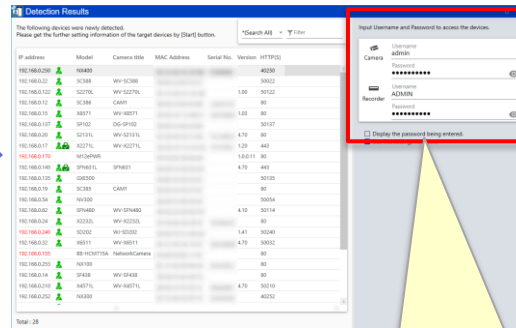 Detection Results
The following devices were newly detected.
Please get the further setting information of the target devices by [Start] button.
*(Search All) Filter
IP address Model Camera title MAC Address Serial No. Version HTTP(S)
192.168.0.250 NX400 40250
192.168.0.22 SC388 WV-SC388 50022
192.168.0.122 S2270L WV-S2270L 1.00 50122
192.168.0.12 SC386 CAM1 80
192.168.0.15 X8571 WV-X8571 1.03 80
192.168.0.137 SP102 DG-SP102 50137
192.168.0.20 S2131L WV-S2131L 4.70 80
192.168.0.17 X2271L WV-X2271L 1.20 443
192.168.0.170 M12ePWR 1.0.0.11 80
192.168.0.140 SFN631L SFN631 4.70 443
192.168.0.135 GXE500 50135
192.168.0.19 SC385 CAM1 80
192.168.0.54 NV300 50054
192.168.0.62 SFN480 WV-SFN480 4.10 50114
192.168.0.24 X2232L WV-X2232L 80
192.168.0.240 SD202 WJ-SD202 1.41 50240
192.168.0.32 X6511 WV-X6511 4.70 50032
192.168.0.135 BB-HCM715A NetworkCamera 80
192.168.0.253 NX100 80
192.168.0.14 SF438 WV-SF438 80
192.168.0.210 X4571L WV-X4571L 4.70 50210
192.168.0.252 NX300 40252
Total : 28
Input Username and Password to access the devices.
Camera
Username
admin
Password
Recorder
Username
ADMIN
Password
Display the password being entered.